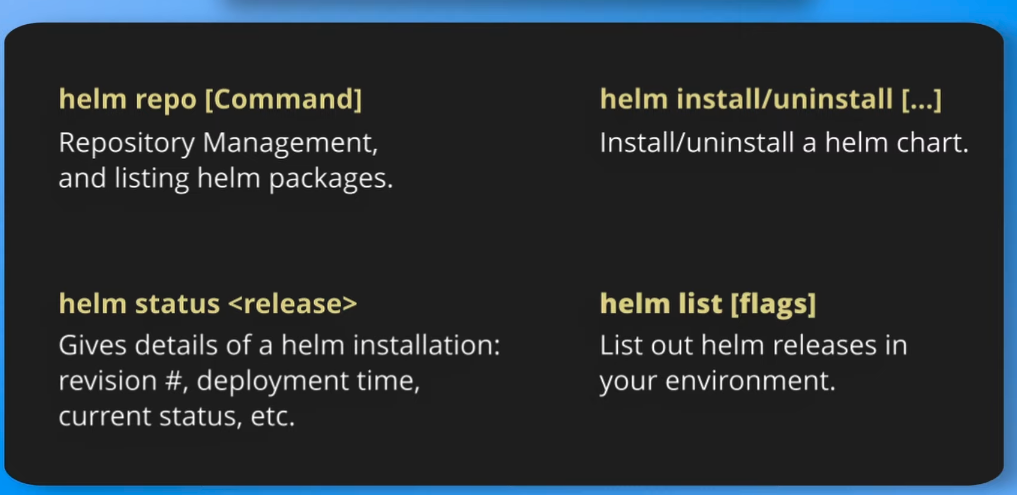 helm repo [Command]
Repository Management,
and listing helm packages.
helm install/uninstall [...]
Install/uninstall a helm chart.
helm status <release>
Gives details of a helm installation:
revision #, deployment time,
current status, etc.
helm list [flags]
List out helm releases in
your environment.